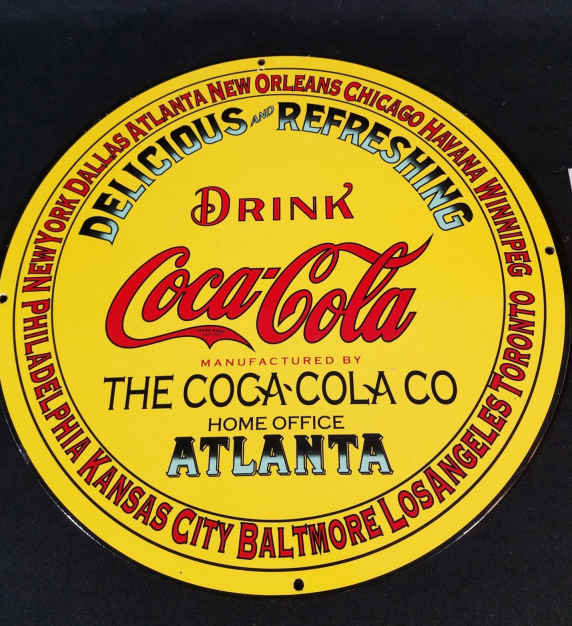 NEW YORK DALLAS ATLANTA NEW ORLEANS CHICAGO HAVANA WINNIPEG TORONTO LOS ANGELES BALTMORE KANSAS CITY PHILADELPHIA
DELICIOUS AND REFRESHING
DRINK
Coca-Cola
MANUFACTURED BY
THE COCA-COLA CO
HOME OFFICE
ATLANTA